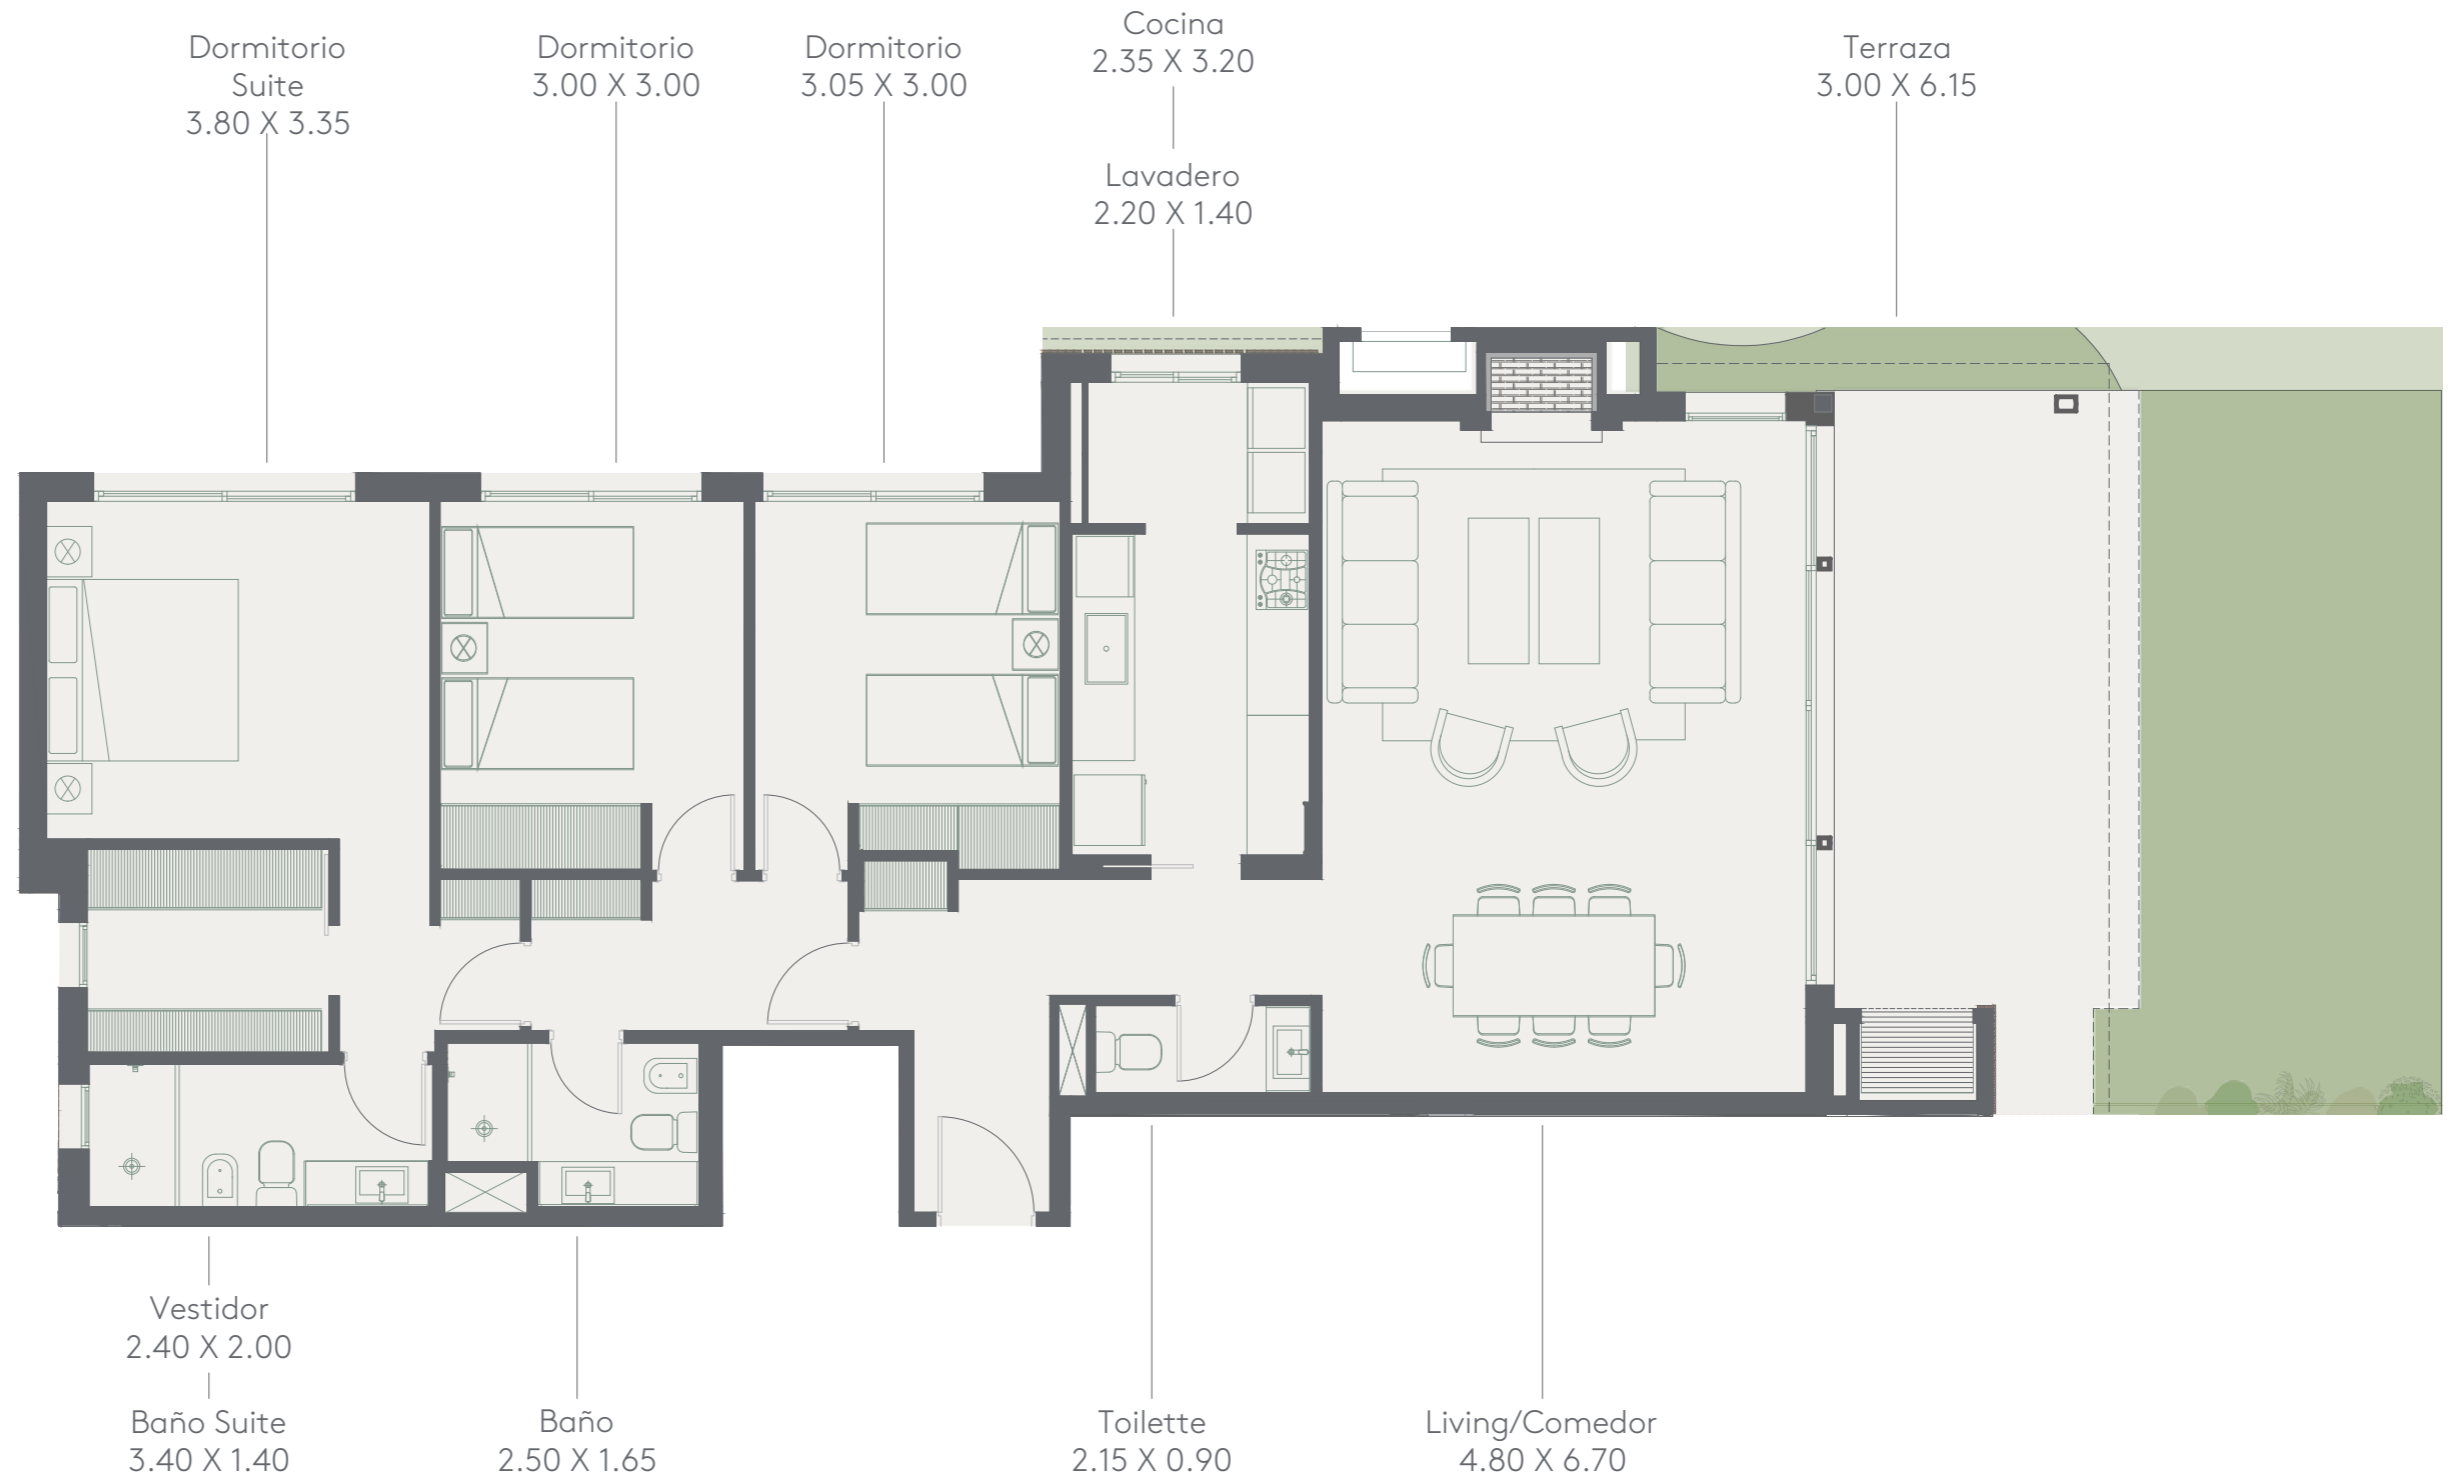 Dormitorio
Suite
3.80 X 3.35
Dormitorio
3.00 X 3.00
Dormitorio
3.05 X 3.00
Cocina
2.35 X 3.20
Lavadero
2.20 X 1.40
Terraza
3.00 X 6.15
Vestidor
2.40 X 2.00
Baño Suite
3.40 X 1.40
Baño
2.50 X 1.65
Toilette
2.15 X 0.90
Living/Comedor
4.80 X 6.70